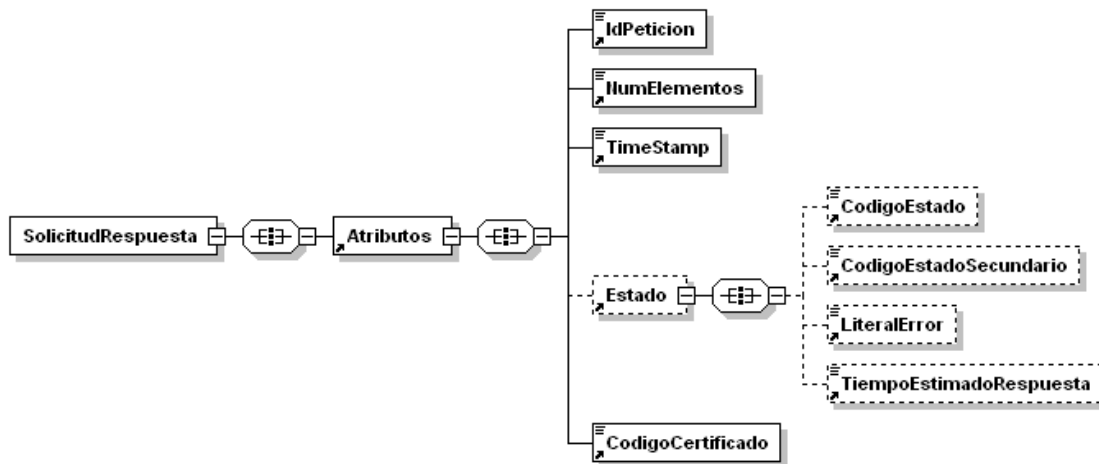 IdPeticion
NumElementos
TimeStamp
SolicitudRespuesta
Atributos
Estado
CodigoEstado
CodigoEstadoSecundario
LiteralError
TiempoEstimadoRespuesta
CodigoCertificado